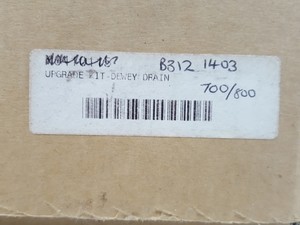 B312 1403
UPGRADE KIT-DEWEY DRAIN
700/800